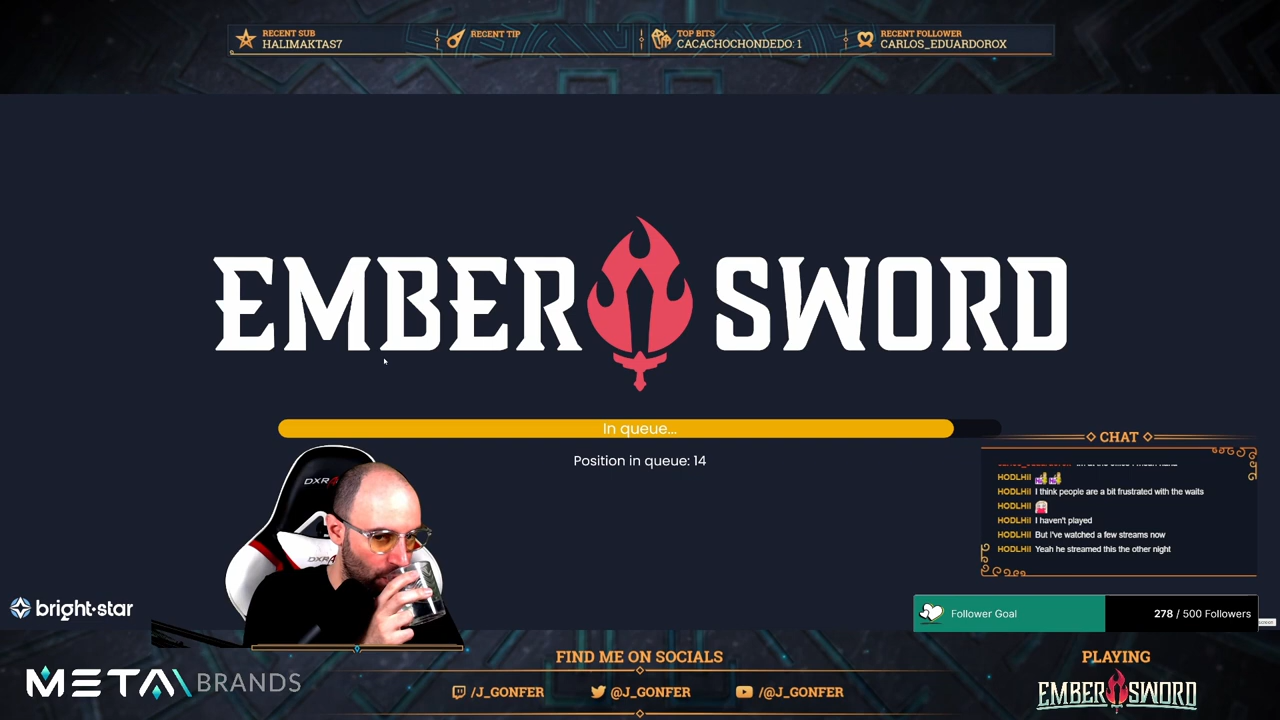 RECENT SUB
HALIMAKTAS7
RECENT TIP
TOP BITS
CACACHOCHONDEDO: 1
RECENT FOLLOWER
CARLOS_EDUARDOROX
EMBER SWORD
In queue...
Position in queue: 14
CHAT
HODLHII
HODLHII I think people are a bit frustrated with the waits
HODLHII
HODLHII I haven't played
HODLHII But I've watched a few streams now
HODLHII Yeah he streamed this the other night
DXR
DXR
bright·star
Follower Goal
278 / 500 Followers
META BRANDS
FIND ME ON SOCIALS
/J_GONFER
@J_GONFER
/@J_GONFER
PLAYING
EMBER SWORD